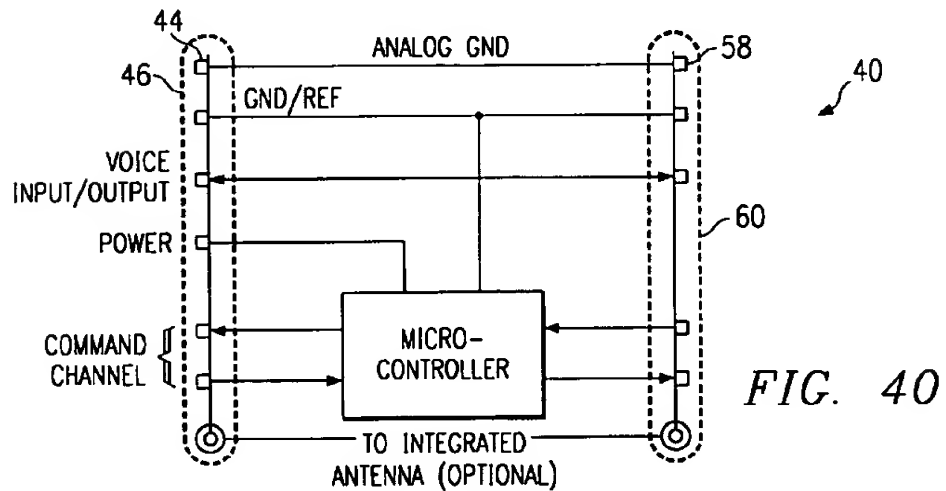 44
ANALOG GND
58
46
40
GND/REF
VOICE
INPUT/OUTPUT
60
POWER
COMMAND
CHANNEL
MICRO-
CONTROLLER
FIG. 40
TO INTEGRATED
ANTENNA (OPTIONAL)